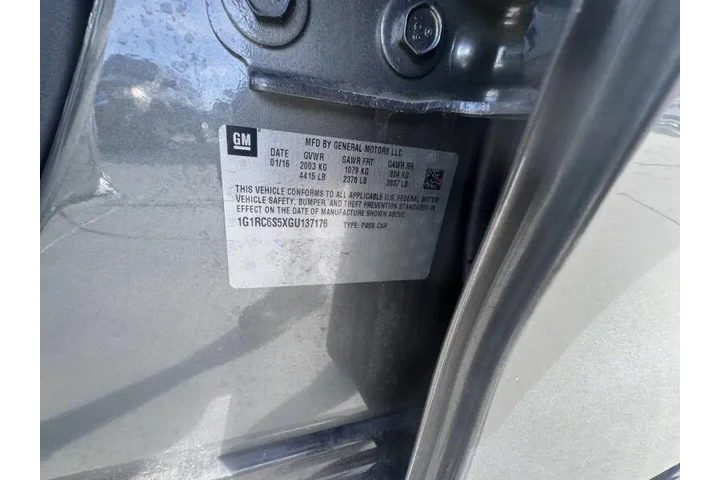 GM
MFD BY GENERAL MOTORS LLC
DATE GVWR GAWR FRT GAWR RR
01/16 2003 KG 1079 KG 934 KG
4415 LB 2378 LB 2037 LB
THIS VEHICLE CONFORMS TO ALL APPLICABLE U.S. FEDERAL MOTOR
VEHICLE SAFETY, BUMPER, AND THEFT PREVENTION STANDARDS IN
EFFECT ON THE DATE OF MANUFACTURE SHOWN ABOVE.
1G1RC6S5XGU137176 TYPE: PASS CAR